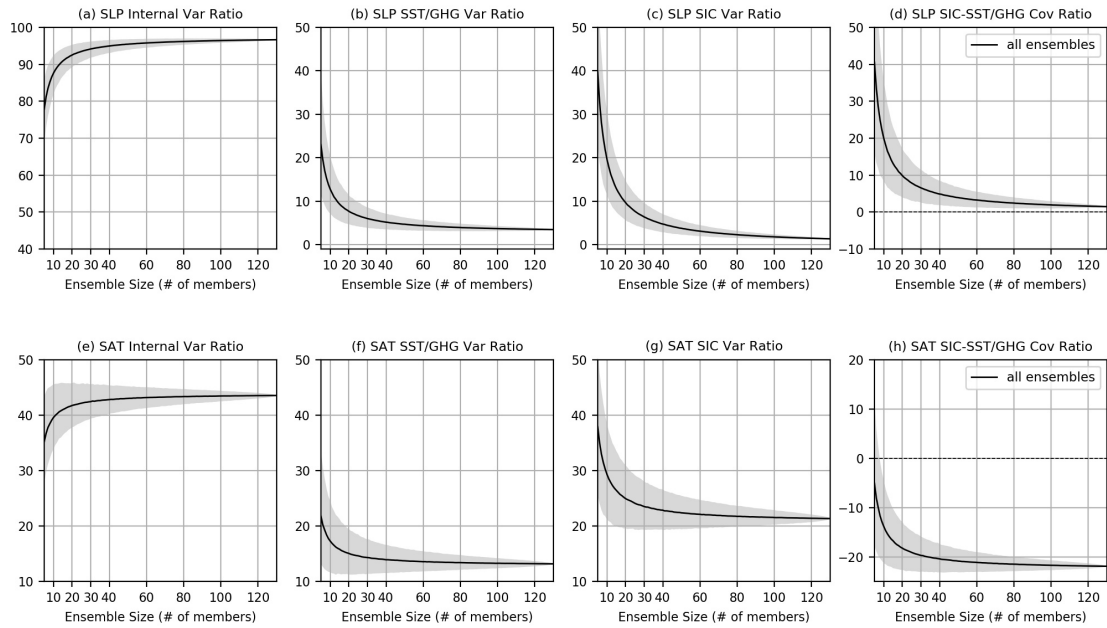 (a) SLP Internal Var Ratio
100
90
80
70
60
50
40
10 20 30 40 60 80 100 120
Ensemble Size (# of members)
(b) SLP SST/GHG Var Ratio
50
40
30
20
10
0
10 20 30 40 60 80 100 120
Ensemble Size (# of members)
(c) SLP SIC Var Ratio
50
40
30
20
10
0
10 20 30 40 60 80 100 120
Ensemble Size (# of members)
(d) SLP SIC-SST/GHG Cov Ratio
all ensembles
50
40
30
20
10
0
−10
10 20 30 40 60 80 100 120
Ensemble Size (# of members)
(e) SAT Internal Var Ratio
50
40
30
20
10
10 20 30 40 60 80 100 120
Ensemble Size (# of members)
(f) SAT SST/GHG Var Ratio
50
40
30
20
10
10 20 30 40 60 80 100 120
Ensemble Size (# of members)
(g) SAT SIC Var Ratio
50
40
30
20
10
10 20 30 40 60 80 100 120
Ensemble Size (# of members)
(h) SAT SIC-SST/GHG Cov Ratio
all ensembles
20
10
0
−10
−20
10 20 30 40 60 80 100 120
Ensemble Size (# of members)